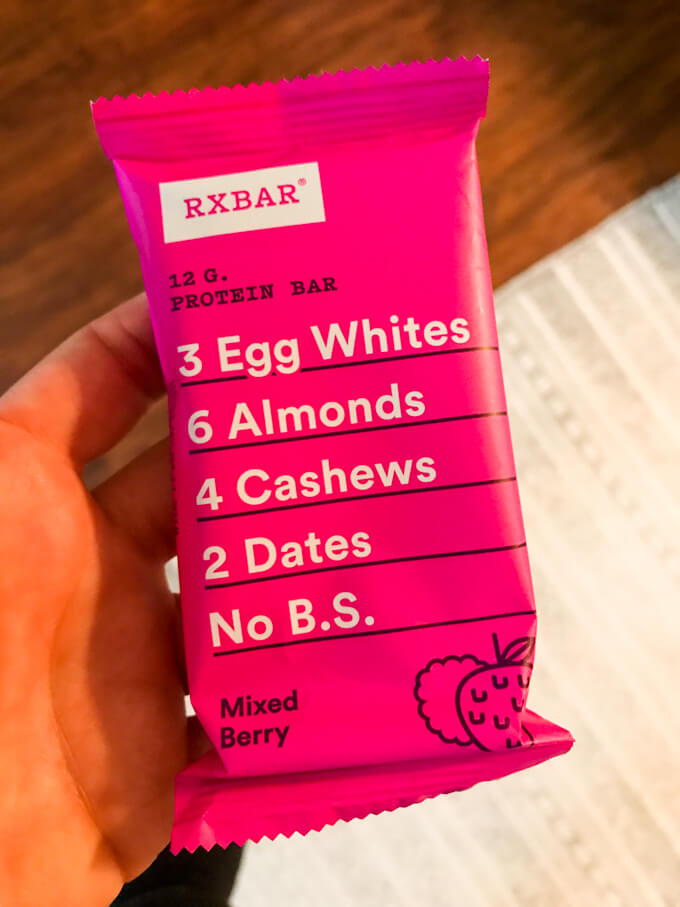 RXBAR®
12 G.
PROTEIN BAR
3 Egg Whites
6 Almonds
4 Cashews
2 Dates
No B.S.
Mixed
Berry